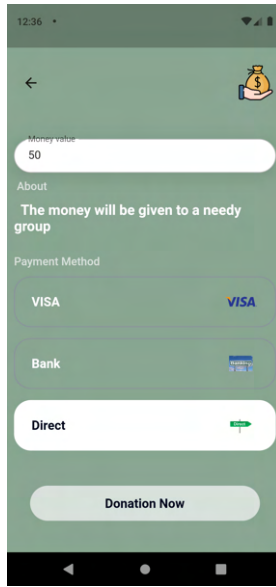 12:36
$
Money value
50
About
The money will be given to a needy
group
Payment Method
VISA
VISA
Bank
Direct
Direct
Donation Now